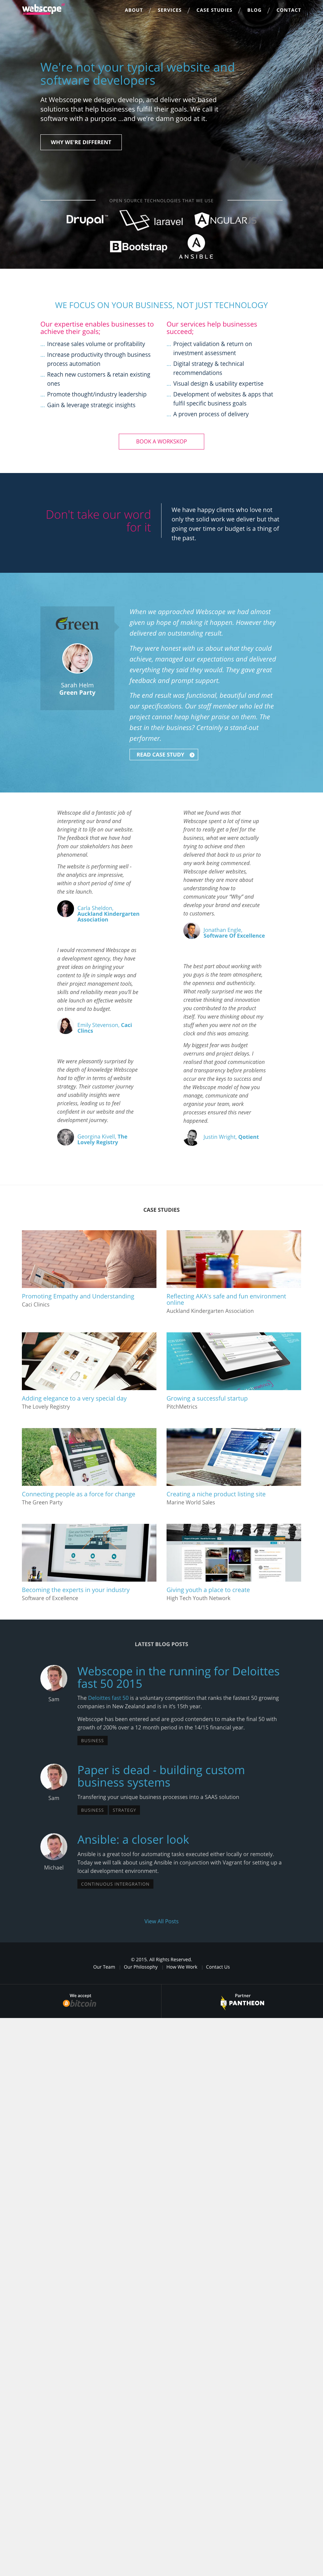 webscope
ABOUT / SERVICES / CASE STUDIES / BLOG / CONTACT
We're not your typical website and
software developers
At Webscope we design, develop, and deliver web based
solutions that help businesses fulfill their goals. We call it
software with a purpose ...and we're damn good at it.
WHY WE'RE DIFFERENT
OPEN SOURCE TECHNOLOGIES THAT WE USE
Drupal™ laravel ANGULARJS
B Bootstrap
ANSIBLE
WE FOCUS ON YOUR BUSINESS, NOT JUST TECHNOLOGY
Our expertise enables businesses to
achieve their goals;
... Increase sales volume or profitability
... Increase productivity through business
process automation
... Reach new customers & retain existing
ones
... Promote thought/industry leadership
... Gain & leverage strategic insights
Our services help businesses
succeed;
... Project validation & return on
investment assessment
... Digital strategy & technical
recommendations
... Visual design & usability expertise
... Development of websites & apps that
fulfil specific business goals
... A proven process of delivery
BOOK A WORKSKOP
Don't take our word
for it
We have happy clients who love not
only the solid work we deliver but that
going over time or budget is a thing of
the past.
Green
Sarah Helm
Green Party
When we approached Webscope we had almost
given up hope of making it happen. However they
delivered an outstanding result.
They were honest with us about what they could
achieve, managed our expectations and delivered
everything they said they would. They gave great
feedback and prompt support.
The end result was functional, beautiful and met
our specifications. Our staff member who led the
project cannot heap higher praise on them. The
best in their business? Certainly a stand-out
performer.
READ CASE STUDY
Webscope did a fantastic job of
interpreting our brand and
bringing it to life on our website.
The feedback that we have had
from our stakeholders has been
phenomenal.
The website is performing well -
the analytics are impressive,
within a short period of time of
the site launch.
Carla Sheldon,
Auckland Kindergarten
Association
I would recommend Webscope as
a development agency, they have
great ideas on bringing your
content to life in simple ways and
their project management tools,
skills and reliability mean you'll be
able launch an effective website
on time and to budget.
Emily Stevenson, Caci
Clincs
We were pleasantly surprised by
the depth of knowledge Webscope
had to offer in terms of website
strategy. Their customer journey
and usability insights were
priceless, leading us to feel
confident in our website and the
development journey.
Georgina Kivell, The
Lovely Registry
What we found was that
Webscope spent a lot of time up
front to really get a feel for the
business, what we were actually
trying to achieve and then
delivered that back to us prior to
any work being commenced.
Webscope deliver websites,
however they are more about
understanding how to
communicate your "Why" and
develop your brand and execute
to customers.
Jonathan Engle,
Software Of Excellence
The best part about working with
you guys is the team atmosphere,
the openness and authenticity.
What surprised me was the
creative thinking and innovation
you contributed to the product
itself. You were thinking about my
stuff when you were not on the
clock and this was amazing.
My biggest fear was budget
overruns and project delays. I
realised that good communication
and transparency before problems
occur are the keys to success and
the Webscope model of how you
manage, communicate and
organise your team, work
processes ensured this never
happened.
Justin Wright, Qotient
CASE STUDIES
Promoting Empathy and Understanding
Caci Clinics
Reflecting AKA's safe and fun environment
online
Auckland Kindergarten Association
Adding elegance to a very special day
The Lovely Registry
Growing a successful startup
PitchMetrics
Connecting people as a force for change
The Green Party
Creating a niche product listing site
Marine World Sales
Becoming the experts in your industry
Software of Excellence
Giving youth a place to create
High Tech Youth Network
LATEST BLOG POSTS
Sam
Webscope in the running for Deloittes
fast 50 2015
The Deloittes fast 50 is a voluntary competition that ranks the fastest 50 growing
companies in New Zealand and is in it's 15th year.
Webscope has been entered and are good contenders to make the final 50 with
growth of 200% over a 12 month period in the 14/15 financial year.
BUSINESS
Sam
Paper is dead - building custom
business systems
Transfering your unique business processes into a SAAS solution
BUSINESS STRATEGY
Michael
Ansible: a closer look
Ansible is a great tool for automating tasks executed either locally or remotely.
Today we will talk about using Ansible in conjunction with Vagrant for setting up a
local development environment.
CONTINUOUS INTERGRATION
View All Posts
© 2015. All Rights Reserved.
Our Team | Our Philosophy | How We Work | Contact Us
We accept
bitcoin
Partner
PANTHEON